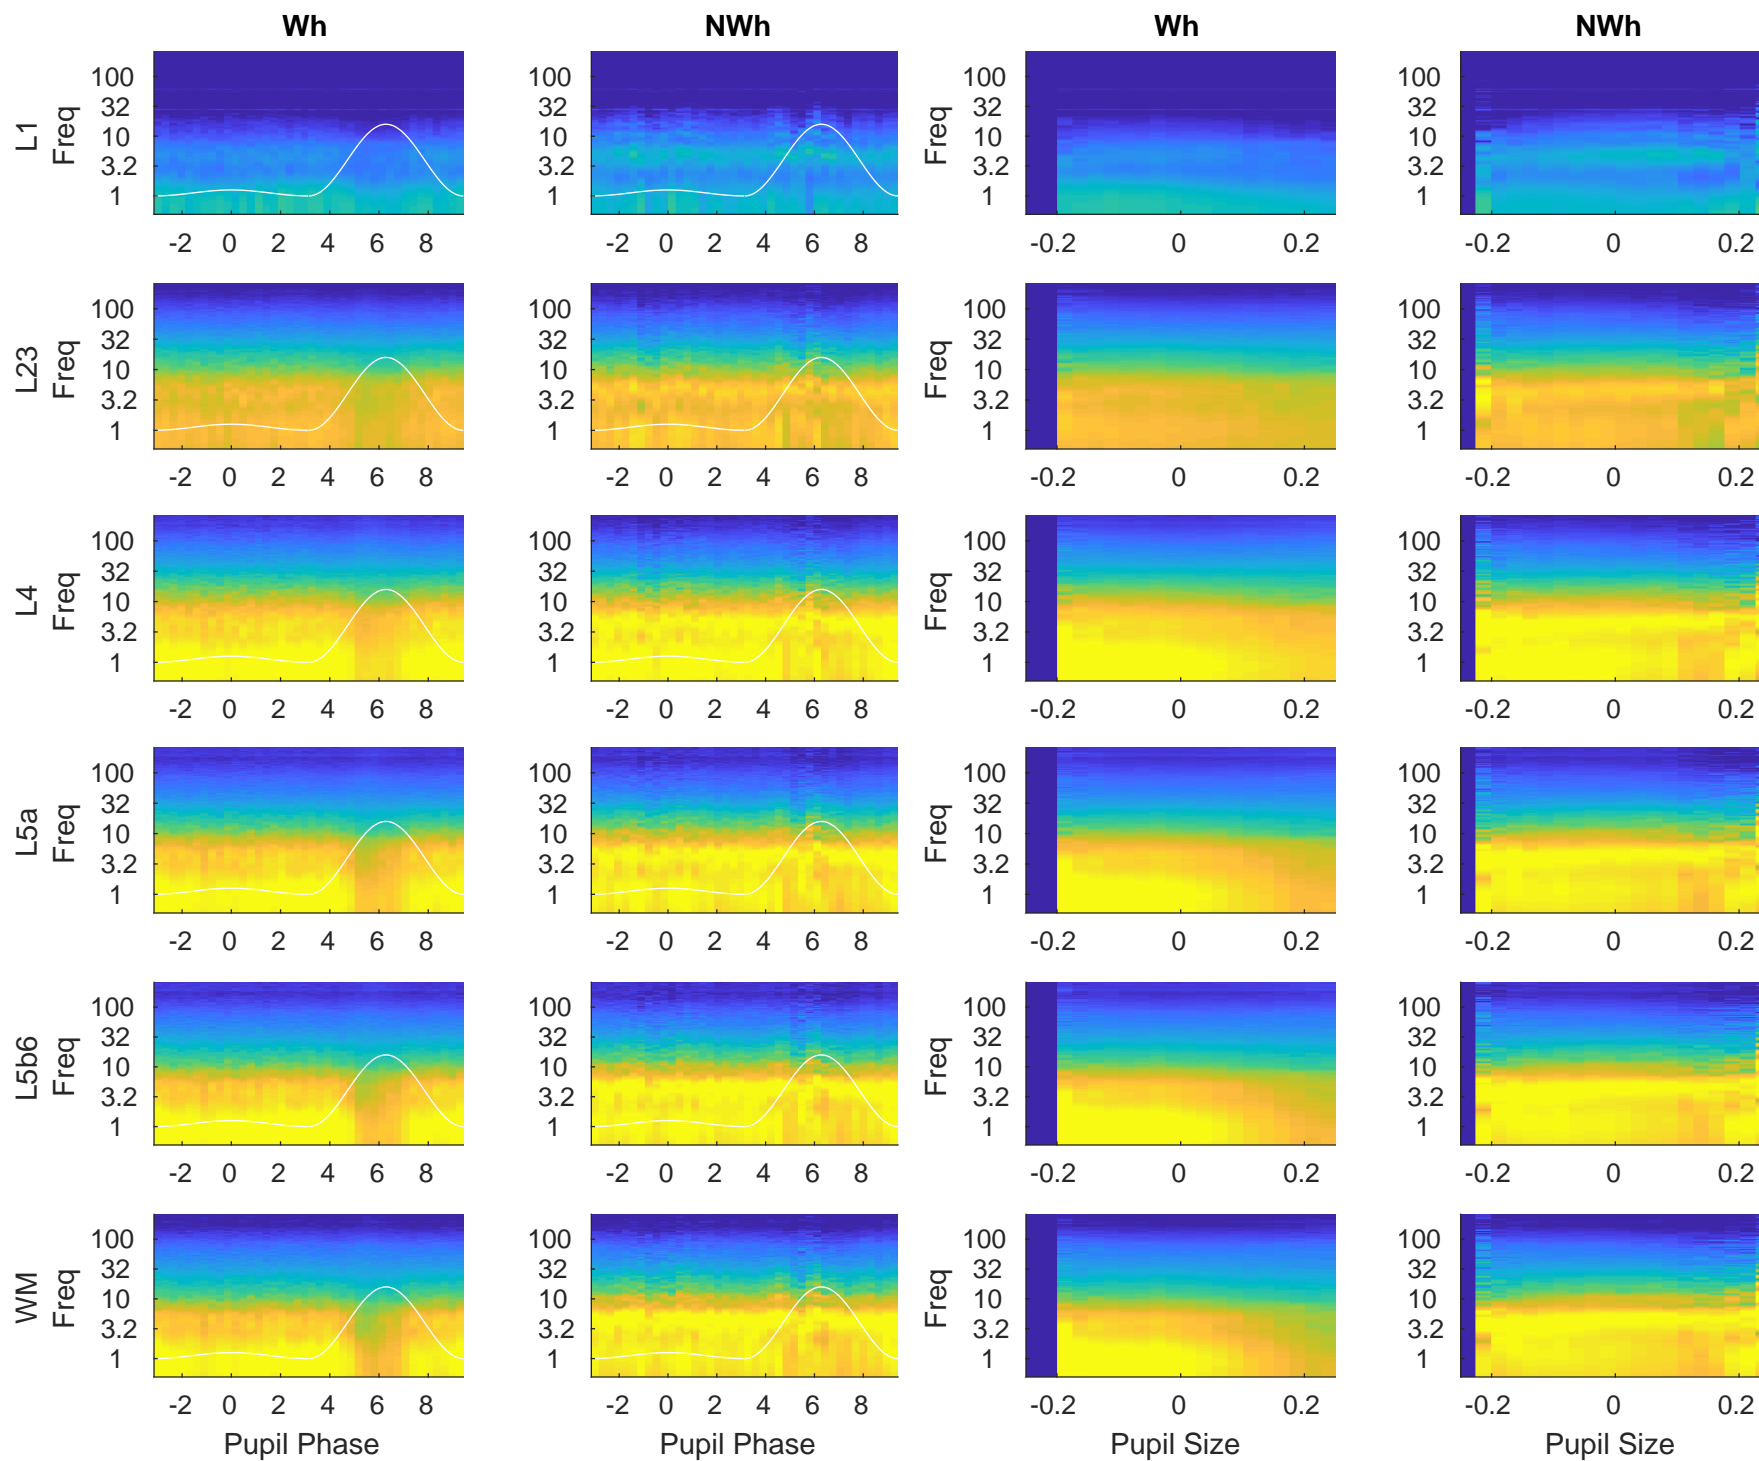 Wh NWh Wh NWh
L1 Freq 100 32 10 3.2 1 100 32 10 3.2 1 Freq 100 32 10 3.2 1 100 32 10 3.2 1
-2 0 2 4 6 8 -2 0 2 4 6 8 -0.2 0 0.2 -0.2 0 0.2
L23 Freq 100 32 10 3.2 1 100 32 10 3.2 1 Freq 100 32 10 3.2 1 100 32 10 3.2 1
-2 0 2 4 6 8 -2 0 2 4 6 8 -0.2 0 0.2 -0.2 0 0.2
L4 Freq 100 32 10 3.2 1 100 32 10 3.2 1 Freq 100 32 10 3.2 1 100 32 10 3.2 1
-2 0 2 4 6 8 -2 0 2 4 6 8 -0.2 0 0.2 -0.2 0 0.2
L5a Freq 100 32 10 3.2 1 100 32 10 3.2 1 Freq 100 32 10 3.2 1 100 32 10 3.2 1
-2 0 2 4 6 8 -2 0 2 4 6 8 -0.2 0 0.2 -0.2 0 0.2
L5b6 Freq 100 32 10 3.2 1 100 32 10 3.2 1 Freq 100 32 10 3.2 1 100 32 10 3.2 1
-2 0 2 4 6 8 -2 0 2 4 6 8 -0.2 0 0.2 -0.2 0 0.2
WM Freq 100 32 10 3.2 1 100 32 10 3.2 1 Freq 100 32 10 3.2 1 100 32 10 3.2 1
-2 0 2 4 6 8 -2 0 2 4 6 8 -0.2 0 0.2 -0.2 0 0.2
Pupil Phase Pupil Phase Pupil Size Pupil Size